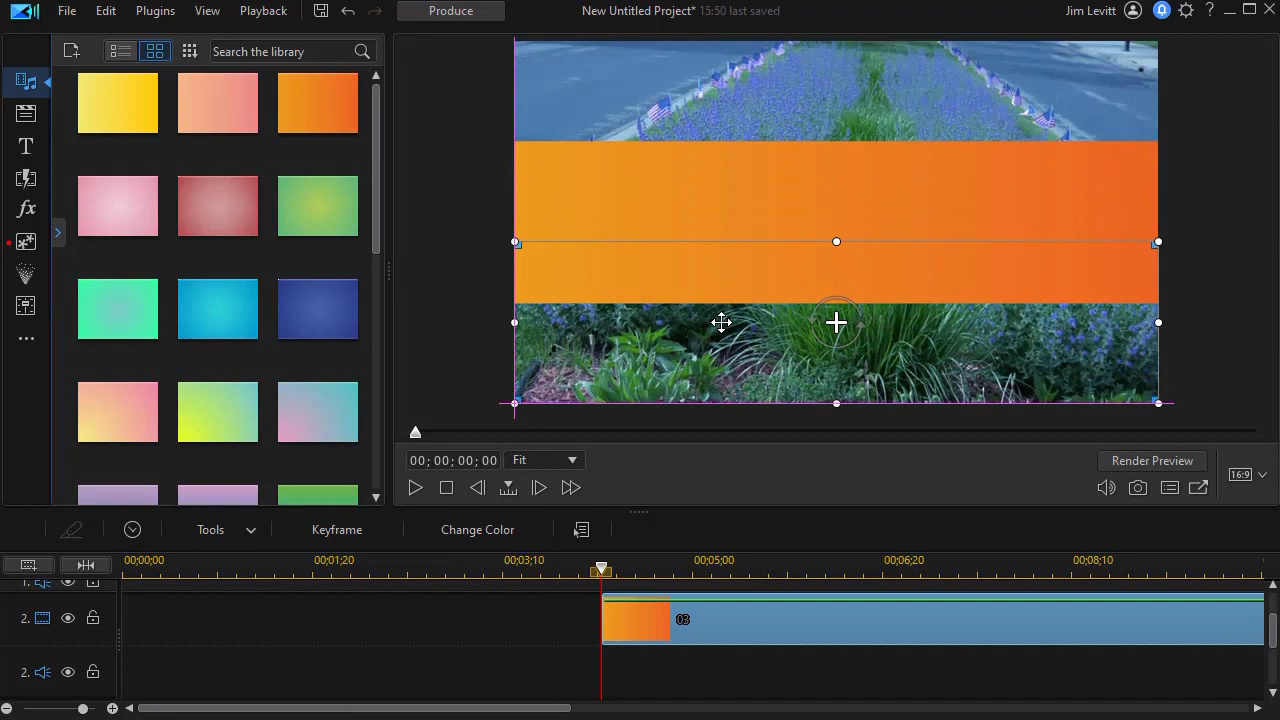 File Edit Plugins View Playback Produce New Untitled Project* 15:50 last saved Jim Levitt ?
Search the library
T
fx
00; 00; 00; 00 Fit Render Preview
16:9
Tools Keyframe Change Color
00;00;00 00;01;20 00;03;10 00;05;00 00;06;20 00;08;10
1.
2. 03
2.